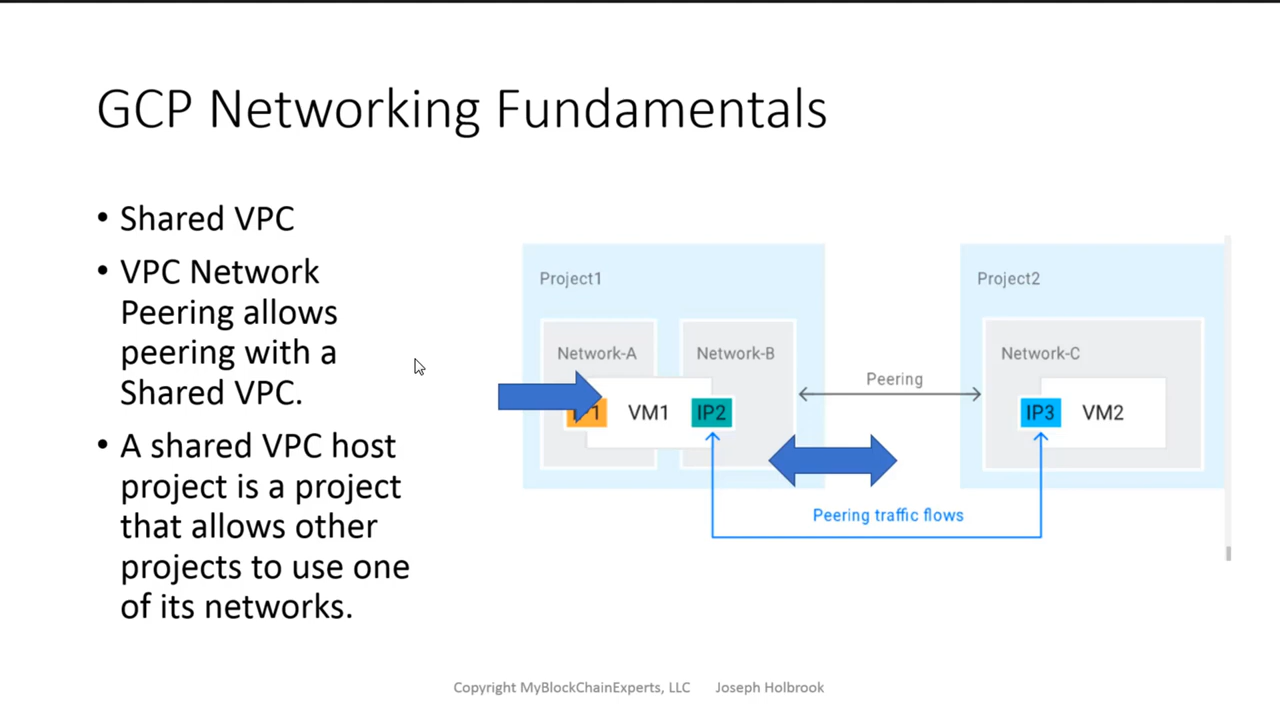 GCP Networking Fundamentals
• Shared VPC
• VPC Network
Peering allows
peering with a
Shared VPC.
• A shared VPC host
project is a project
that allows other
projects to use one
of its networks.
Project1
Network-A
Network-B
VM1
IP2
Peering
Project2
Network-C
IP3
VM2
Peering traffic flows
Copyright MyBlockChainExperts, LLC Joseph Holbrook